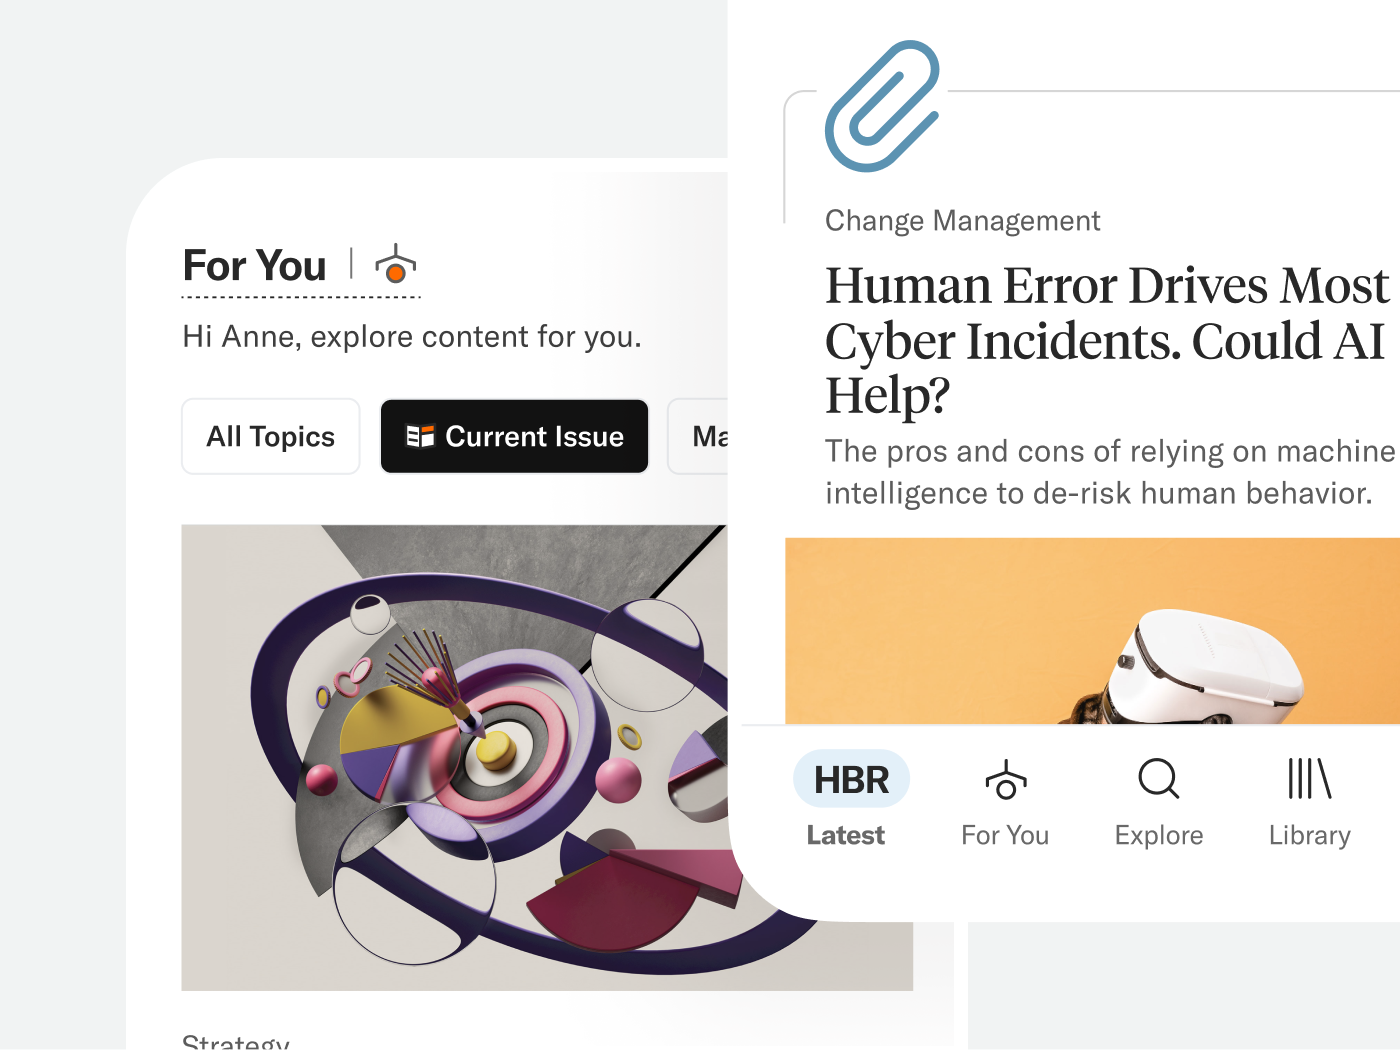 For You
Hi Anne, explore content for you.
All Topics
Current Issue
Ma
Strategy
Change Management
Human Error Drives Most
Cyber Incidents. Could AI
Help?
The pros and cons of relying on machine
intelligence to de-risk human behavior.
HBR
Latest
For You
Explore
Library